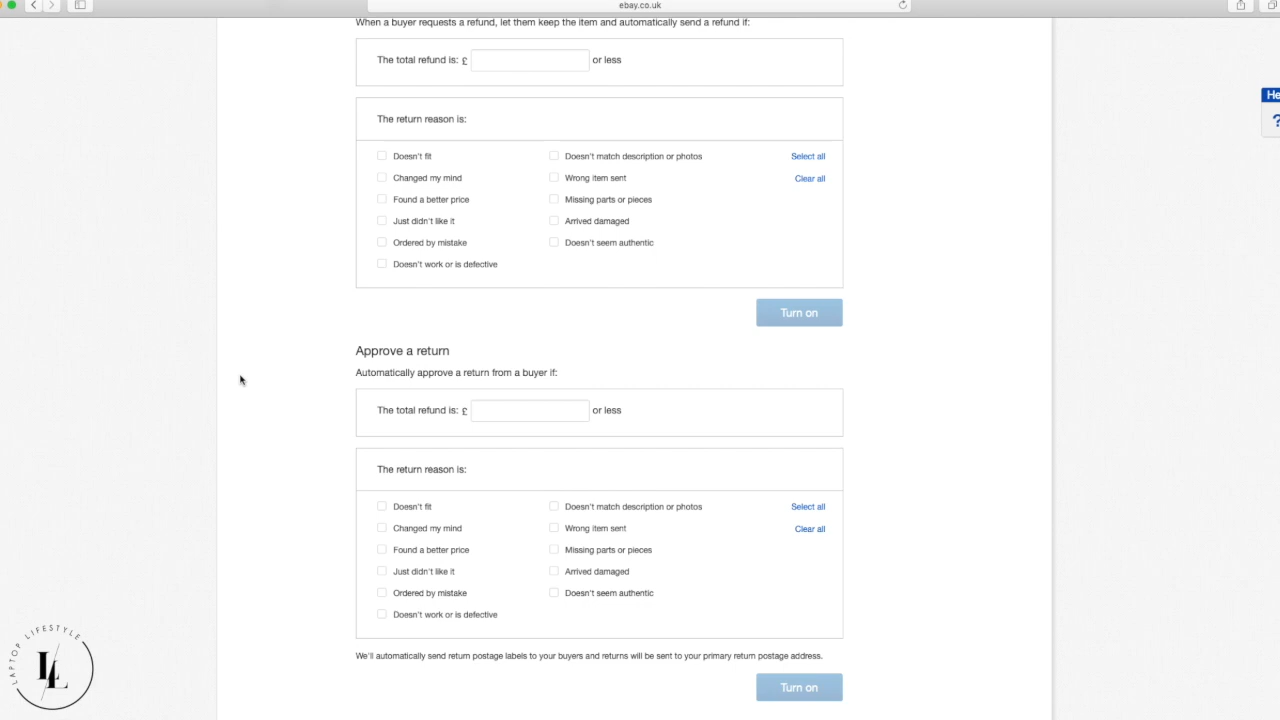 ebay.co.uk
When a buyer requests a refund, let them keep the item and automatically send a refund if:
The total refund is: £ or less
The return reason is:
Doesn't fit Doesn't match description or photos Select all
Changed my mind Wrong item sent Clear all
Found a better price Missing parts or pieces
Just didn't like it Arrived damaged
Ordered by mistake Doesn't seem authentic
Doesn't work or is defective
Turn on
Approve a return
Automatically approve a return from a buyer if:
The total refund is: £ or less
The return reason is:
Doesn't fit Doesn't match description or photos Select all
Changed my mind Wrong item sent Clear all
Found a better price Missing parts or pieces
Just didn't like it Arrived damaged
Ordered by mistake Doesn't seem authentic
Doesn't work or is defective
We'll automatically send return postage labels to your buyers and returns will be sent to your primary return postage address.
Turn on
He
?
LAPTOP LIFESTYLE
LL